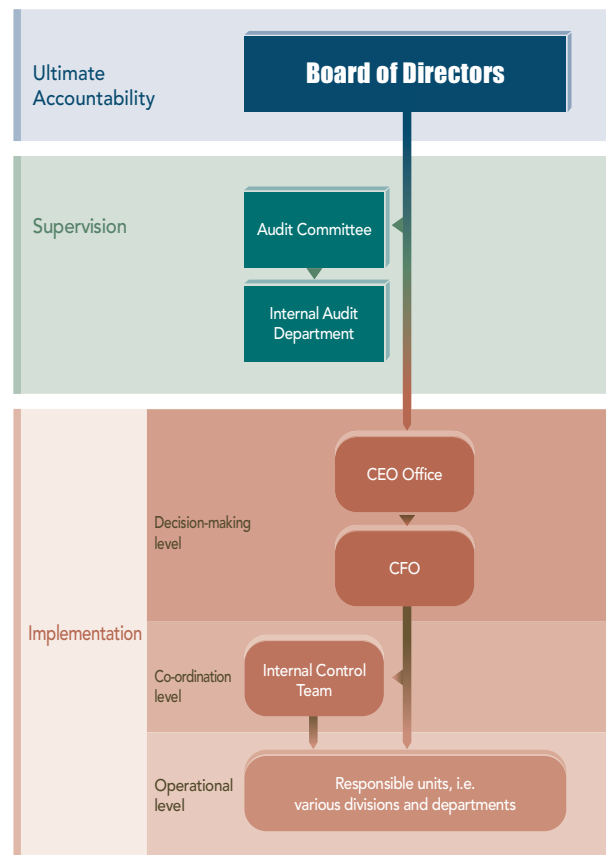 Ultimate
Accountability
Board of Directors
Supervision
Audit Committee
Internal Audit
Department
Implementation
Decision-making
level
CEO Office
CFO
Co-ordination
level
Internal Control
Team
Operational
level
Responsible units, i.e.
various divisions and departments